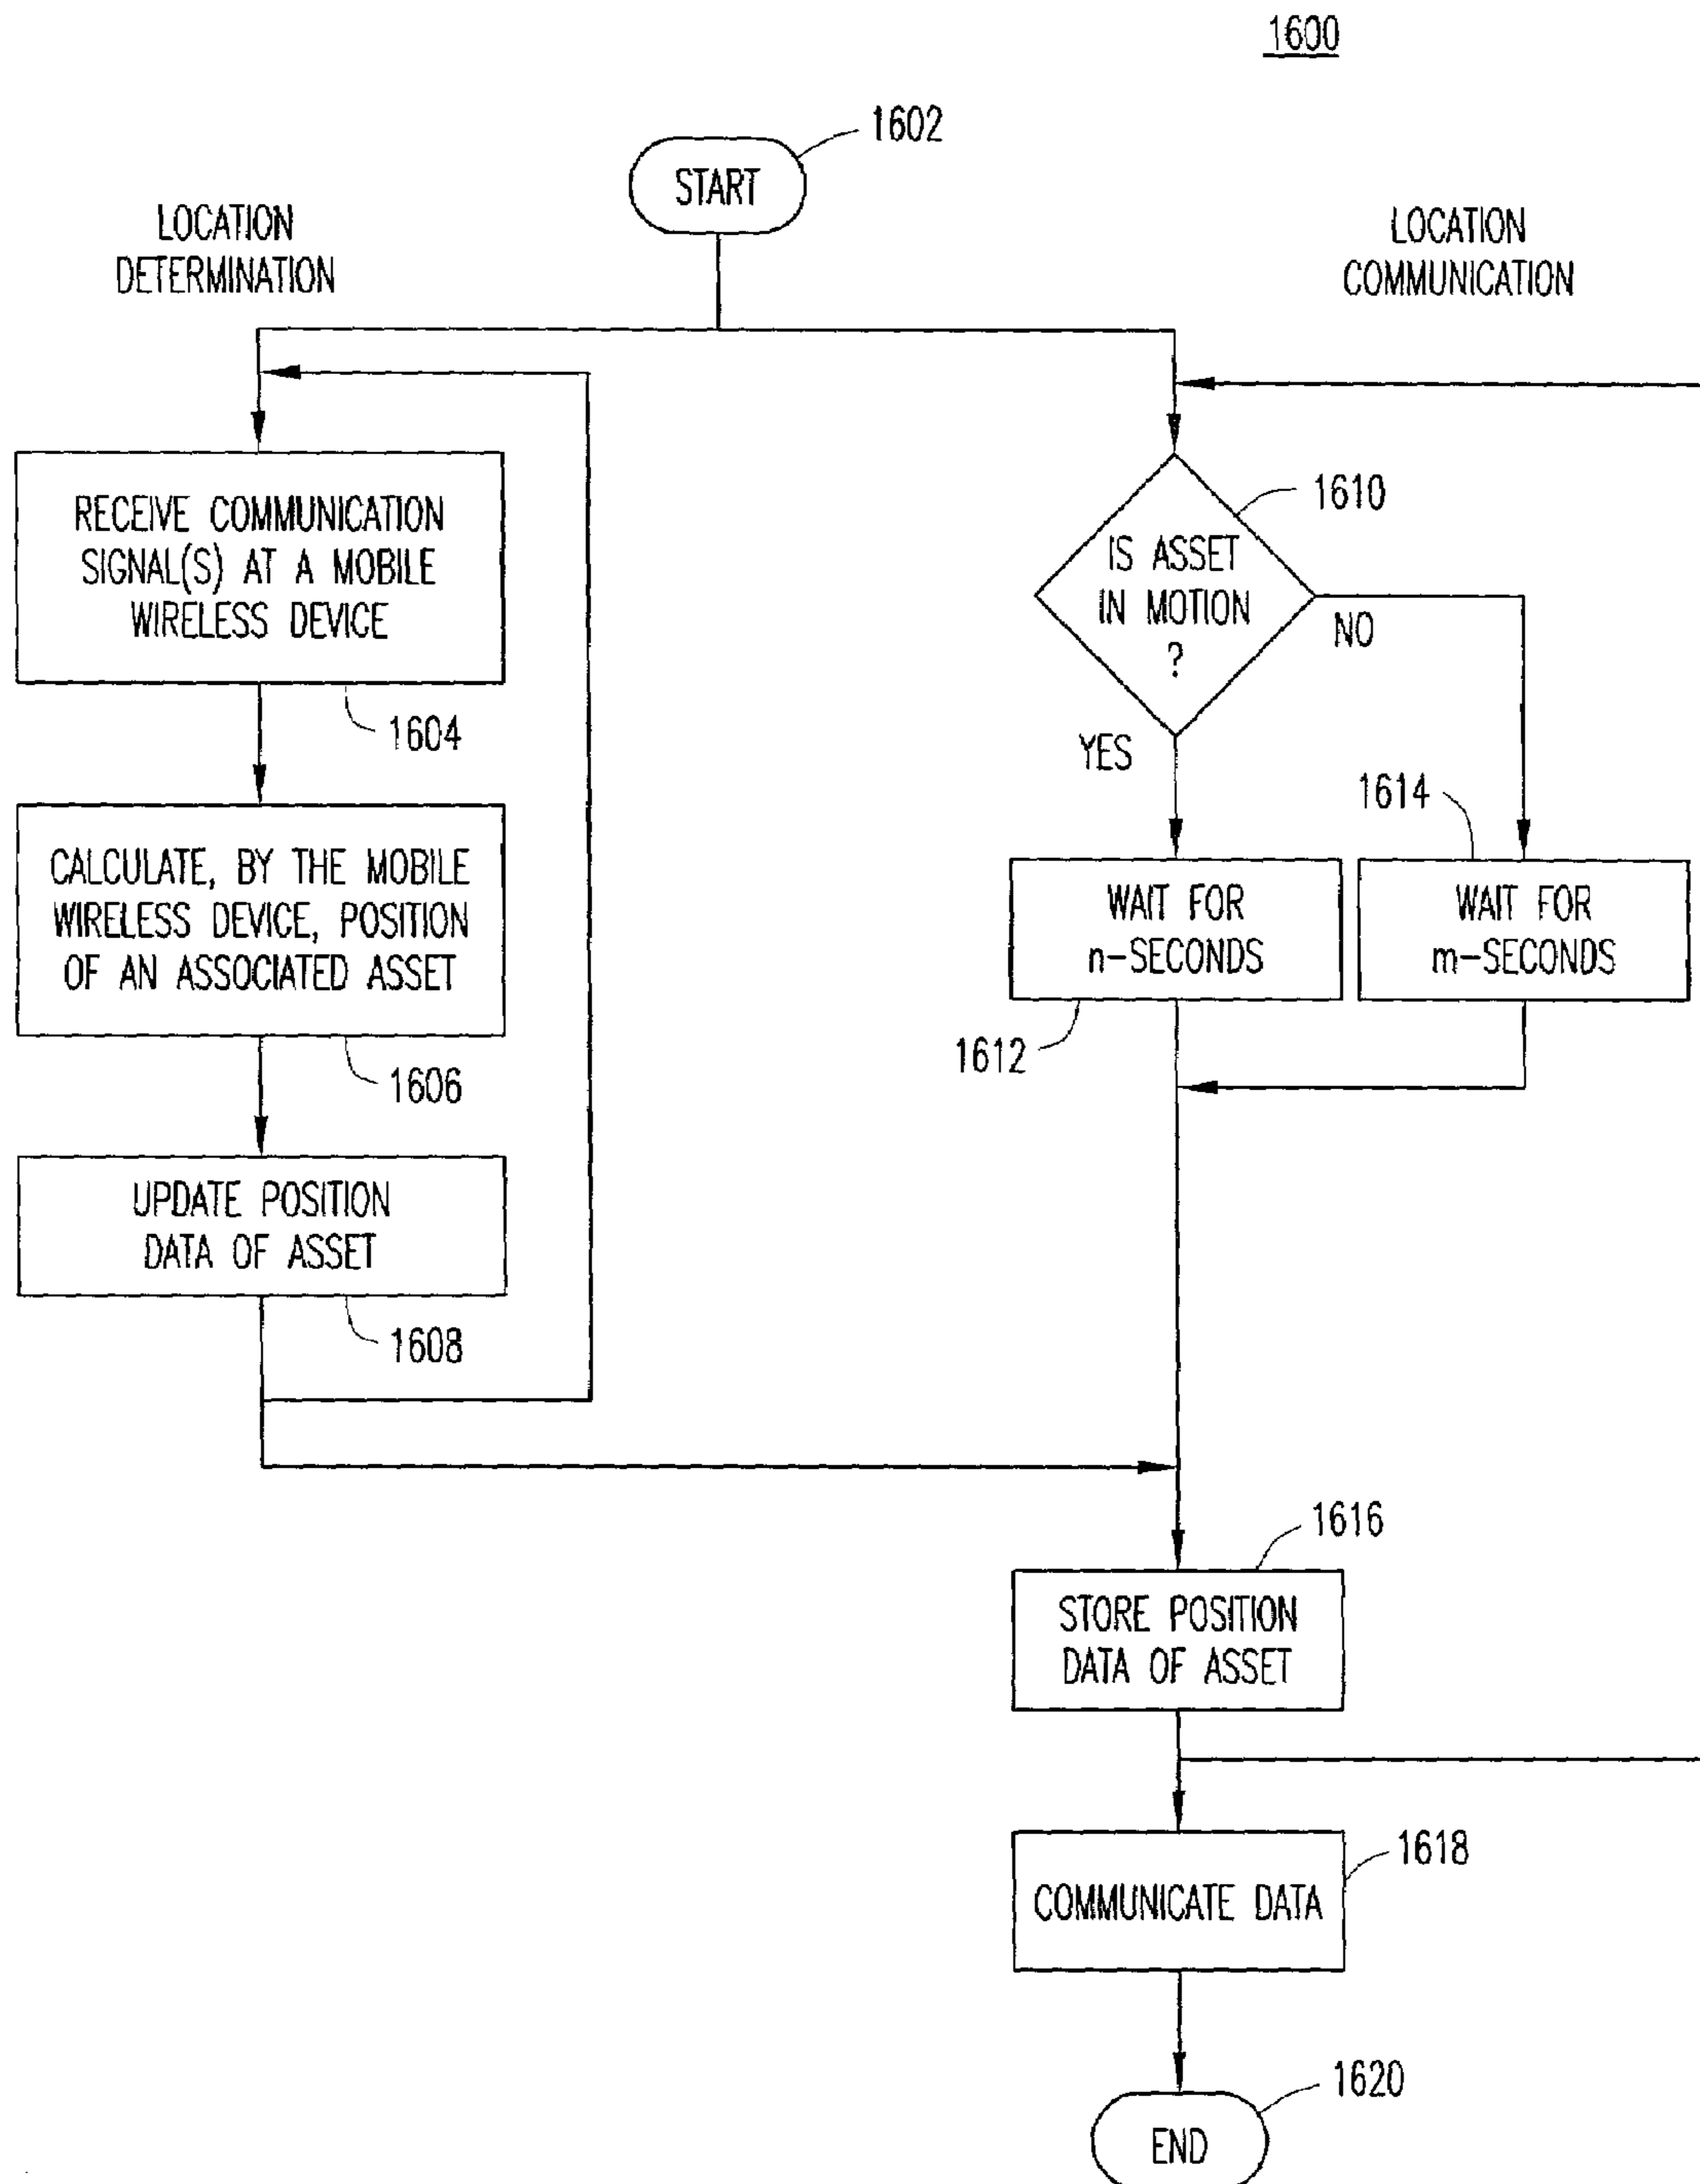 1600
1602
START
LOCATION
DETERMINATION
LOCATION
COMMUNICATION
RECEIVE COMMUNICATION
SIGNAL(S) AT A MOBILE
WIRELESS DEVICE
1604
CALCULATE, BY THE MOBILE
WIRELESS DEVICE, POSITION
OF AN ASSOCIATED ASSET
1606
UPDATE POSITION
DATA OF ASSET
1608
1610
IS ASSET
IN MOTION
?
NO
YES
1614
WAIT FOR
n-SECONDS
WAIT FOR
m-SECONDS
1612
1616
STORE POSITION
DATA OF ASSET
1618
COMMUNICATE DATA
1620
END